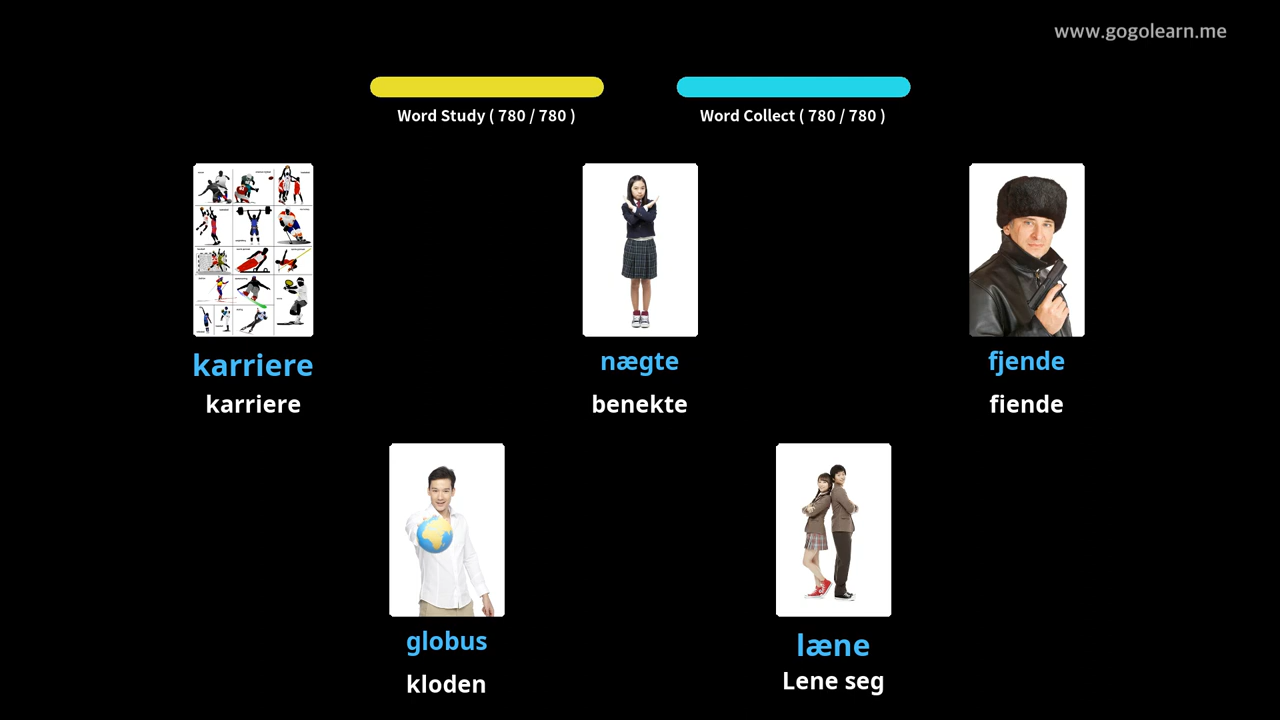 www.gogolearn.me
Word Study ( 780 / 780 )
Word Collect ( 780 / 780 )
karriere
karriere
nægte
benekte
fjende
fiende
globus
kloden
læne
Lene seg